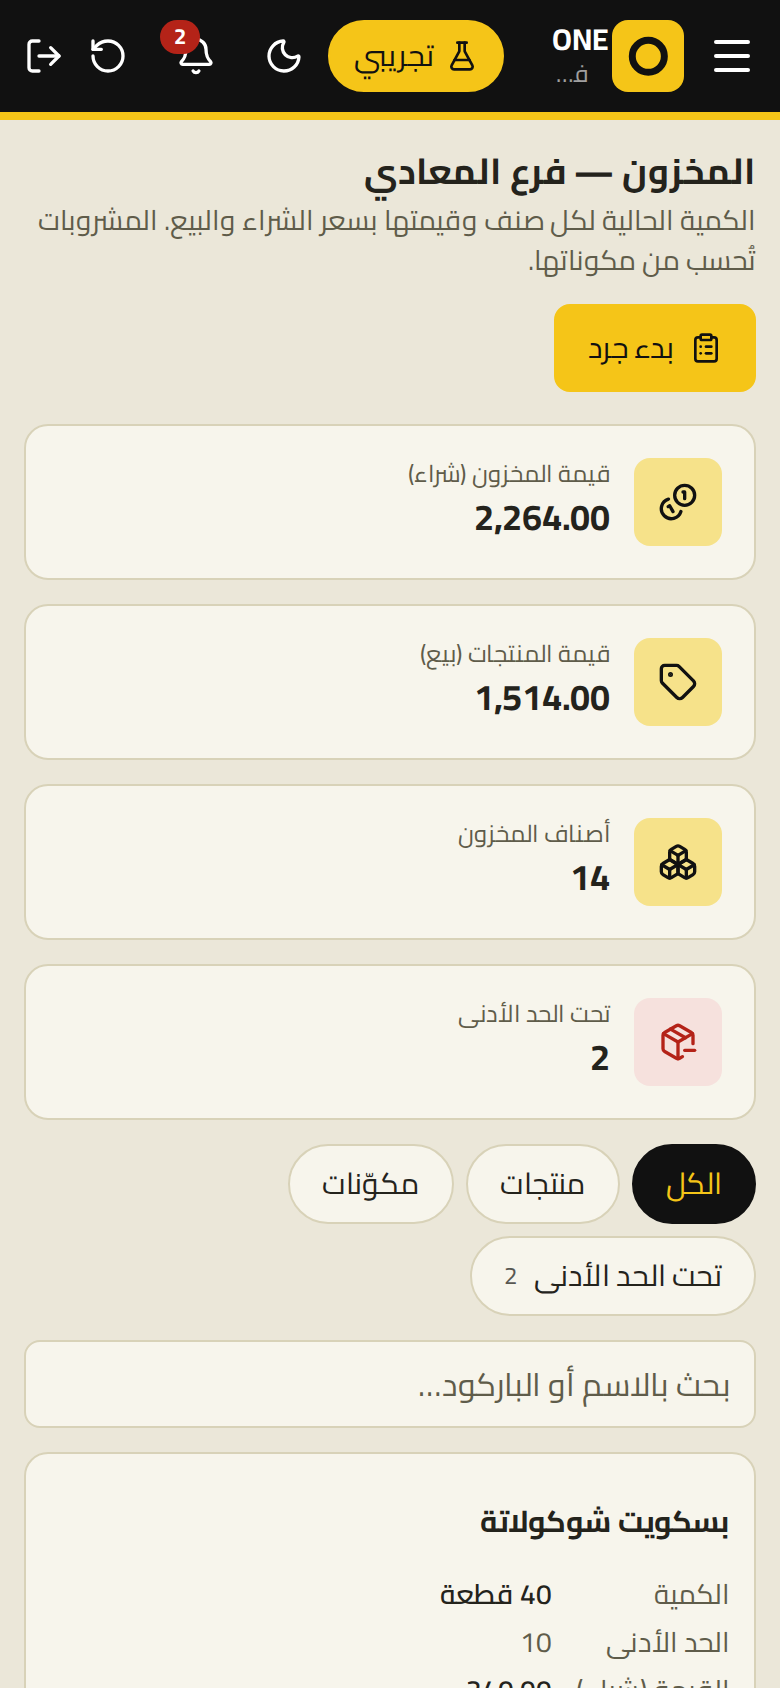 ONE
ف...
تجريبي
2
المخزون — فرع المعادي
الكمية الحالية لكل صنف وقيمتها بسعر الشراء والبيع. المشروبات
تُحسب من مكوناتها.
بدء جرد
قيمة المخزون (شراء)
2,264.00
قيمة المنتجات (بيع)
1,514.00
أصناف المخزون
14
تحت الحد الأدنى
2
الكل
منتجات
مكوّنات
تحت الحد الأدنى 2
بحث بالاسم أو الباركود...
بسكويت شوكولاتة
الكمية 40 قطعة
الحد الأدنى 10